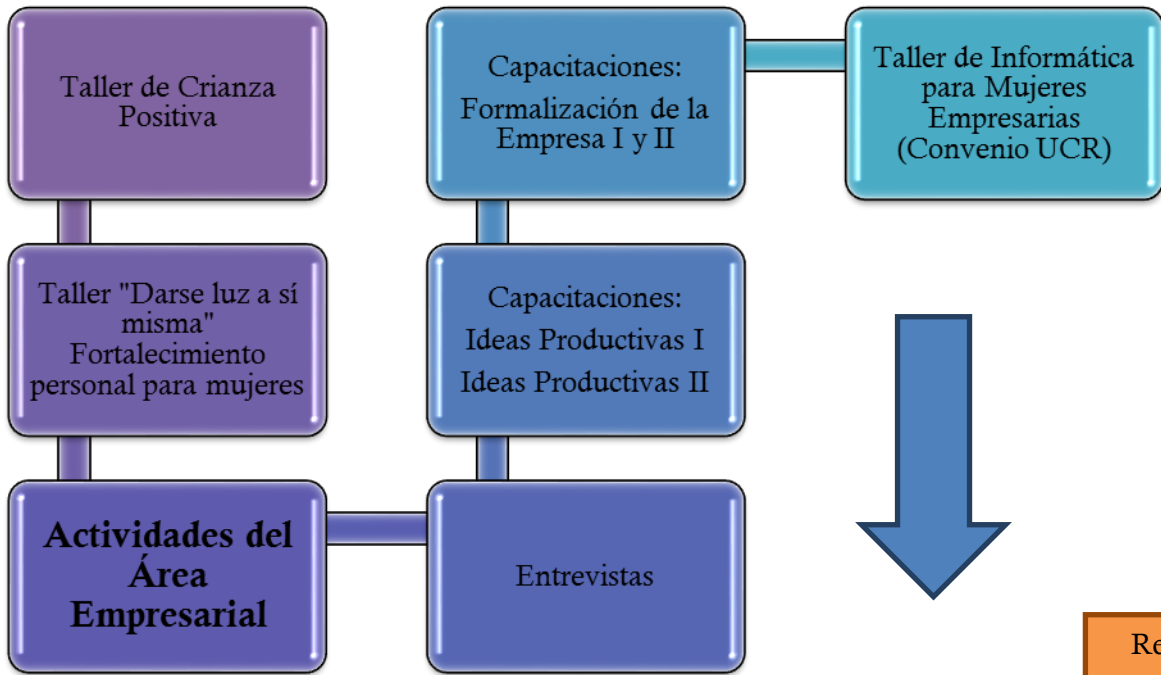 Taller de Crianza
Positiva
Taller "Darse luz a sí
misma"
Fortalecimiento
personal para mujeres
Actividades del
Área
Empresarial
Entrevistas
Capacitaciones:
Ideas Productivas I
Ideas Productivas II
Capacitaciones:
Formalización de la
Empresa I y II
Taller de Informática
para Mujeres
Empresarias
(Convenio UCR)